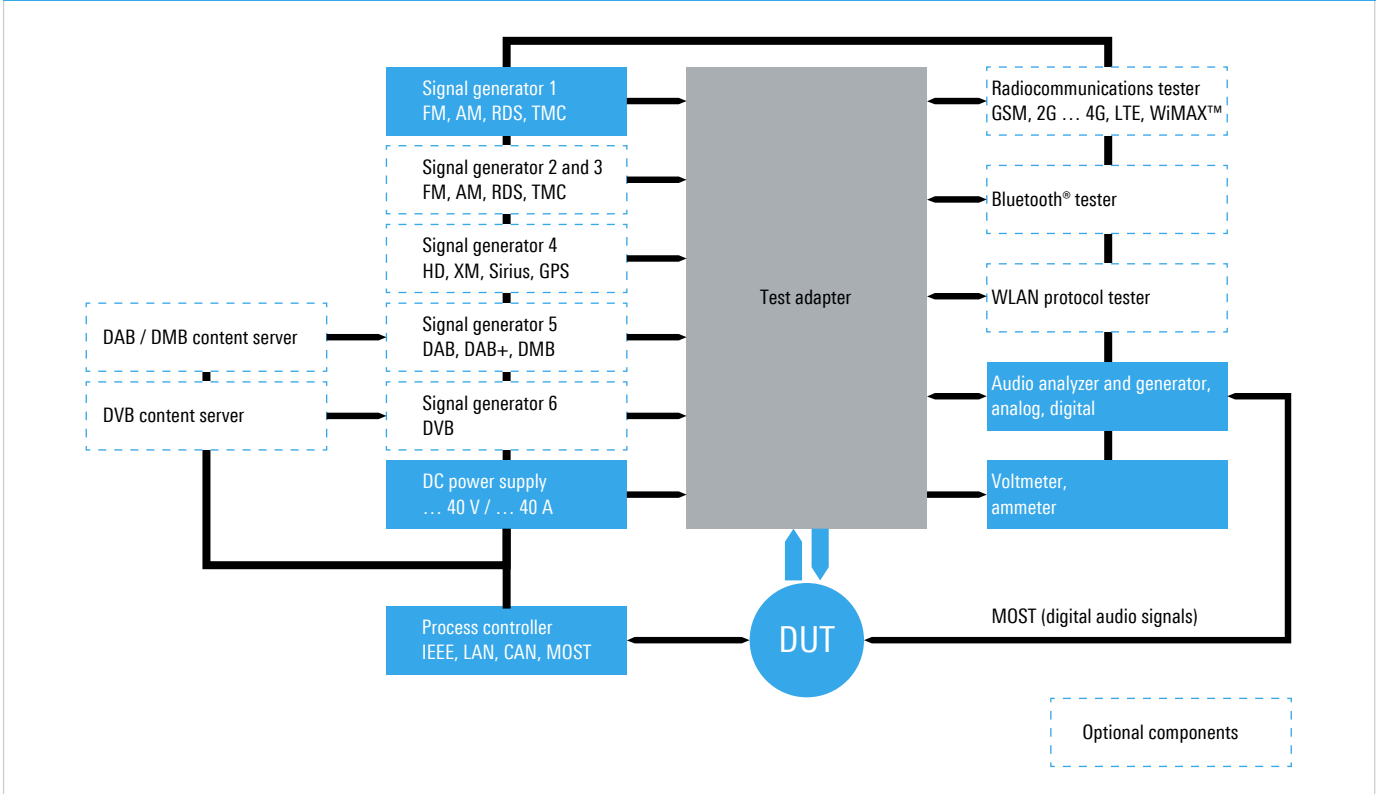 Signal generator 1
FM, AM, RDS, TMC
Signal generator 2 and 3
FM, AM, RDS, TMC
Signal generator 4
HD, XM, Sirius, GPS
DAB / DMB content server
Signal generator 5
DAB, DAB+, DMB
DVB content server
Signal generator 6
DVB
DC power supply
… 40 V / … 40 A
Process controller
IEEE, LAN, CAN, MOST
Test adapter
DUT
Radiocommunications tester
GSM, 2G … 4G, LTE, WiMAX™
Bluetooth® tester
WLAN protocol tester
Audio analyzer and generator,
analog, digital
Voltmeter,
ammeter
MOST (digital audio signals)
Optional components